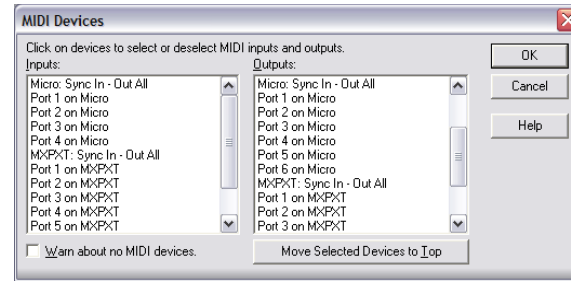 MIDI Devices
Click on devices to select or deselect MIDI inputs and outputs.
Inputs:
Micro: Sync In - Out All
Port 1 on Micro
Port 2 on Micro
Port 3 on Micro
Port 4 on Micro
MXPXT: Sync In - Out All
Port 1 on MXPXT
Port 2 on MXPXT
Port 3 on MXPXT
Port 4 on MXPXT
Port 5 on MXPXT
Outputs:
Micro: Sync In - Out All
Port 1 on Micro
Port 2 on Micro
Port 3 on Micro
Port 4 on Micro
Port 5 on Micro
Port 6 on Micro
MXPXT: Sync In - Out All
Port 1 on MXPXT
Port 2 on MXPXT
Port 3 on MXPXT
OK
Cancel
Help
Warn about no MIDI devices.
Move Selected Devices to Top